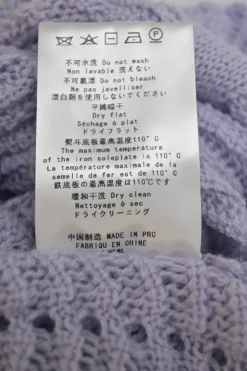 不可水洗 Do not wash
Non lavable 洗えない
不可氯漂 Do not bleach
Me pas javelliser
漂白剤を使用しないでください
平摊晾干
Dry flat
Séchage à plat
ドライフラット
熨斗底板最高温度110°C
The maximum temperature
of the iron soleplate is 110°C
La température maximale de la
semelle de fer est de 110°C
鉄底板の最高温度は110℃です
缓和干洗 Dry clean
Nettoyage à sec
ドライクリーニング
中国制造 MADE IN PRC
FABRIQU EN CHINE